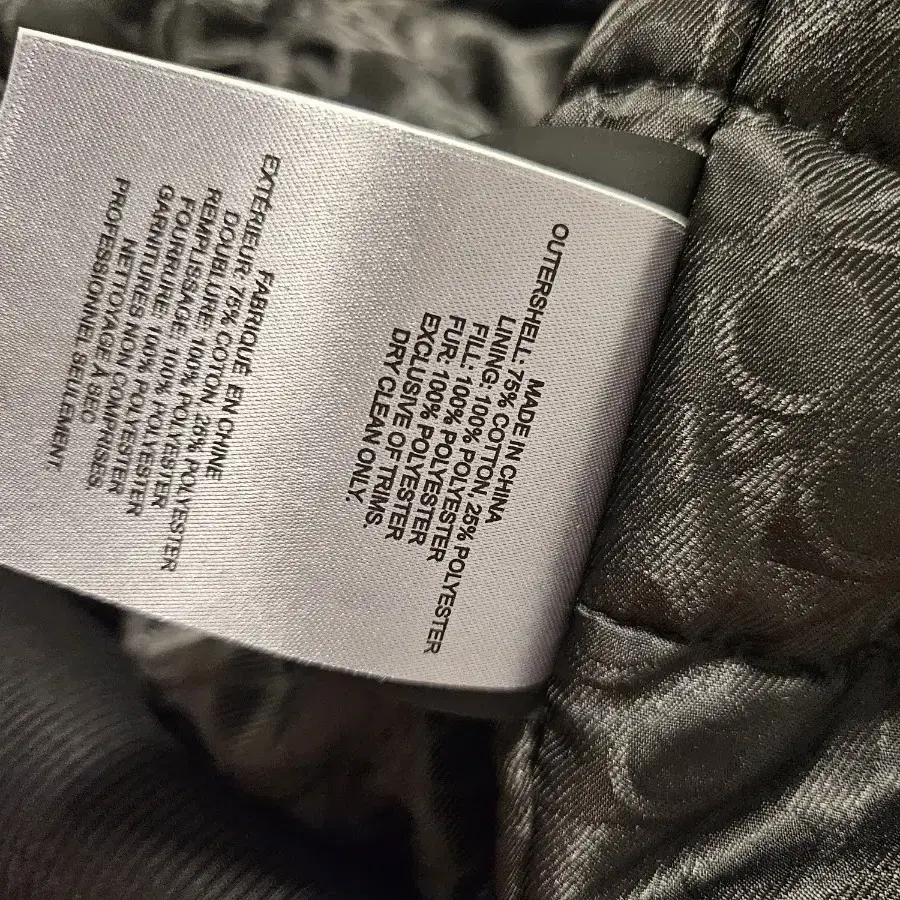 MADE IN CHINA
OUTERSHELL: 75% COTTON, 25% POLYESTER
LINING: 100% POLYESTER
FILL: 100% POLYESTER
FUR: 100% POLYESTER
EXCLUSIVE OF TRIMS.
DRY CLEAN ONLY.
FABRIQUÉ EN CHINE
EXTÉRIEUR: 75% COTON, 25% POLYESTER
DOUBLURE: 100% POLYESTER
REMPLISSAGE: 100% POLYESTER
FOURRURE: 100% POLYESTER
GARNITURES NON COMPRISES
NETTOYAGE À SEC
PROFESSIONNEL SEULEMENT